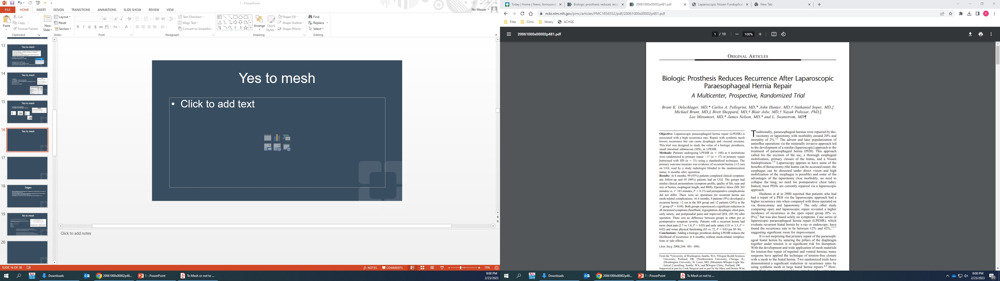 1 - PowerPoint
Nir Messer
FILE HOME INSERT DESIGN TRANSITIONS ANIMATIONS SLIDE SHOW REVIEW VIEW
Cut
Copy
Format Painter
Paste
Clipboard
New Slide
Layout
Reset
Section
Slides
40
Font
Text Direction
Align Text
Convert to SmartArt
Paragraph
Arrange
Quick Styles
Shape Fill
Shape Outline
Shape Effects
Drawing
Find
Replace
Select
Editing
13
Yes to mesh
14
Yes to mesh
15
Yes to mesh
16
Yes to mesh
17
18
Sages
19
No to mesh
20
Yes to mesh
• Click to add text
Click to add notes
SLIDE 16 OF 38
NOTES COMMENTS 75%
Downloads
20061000s00002p48...
1 - PowerPoint
To Mesh or not to ...
8:00 PM
2/23/2023
Today | Home | News, Announce
Biologic prosthesis reduces recu
20061000s00002p481.pdf
Laparoscopic Nissen Fundoplicat
New Tab
ncbi.nlm.nih.gov/pmc/articles/PMC1856552/pdf/20061000s00002p481.pdf
Files Clinic library ACHQC
20061000s00002p481.pdf
1 / 10
100%
ORIGINAL ARTICLES
Biologic Prosthesis Reduces Recurrence After Laparoscopic
Paraesophageal Hernia Repair
A Multicenter, Prospective, Randomized Trial
Brant K. Oelschlager, MD,* Carlos A. Pellegrini, MD,* John Hunter, MD,† Nathaniel Soper, MD,‡
Michael Brunt, MD,§ Brett Sheppard, MD,† Blair Jobe, MD,† Nayak Polissar, PhD,∥
Lee Mitsumori, MD,* James Nelson, MD,* and L. Swanstrom, MD¶
Objective: Laparoscopic paraesophageal hernia repair (LPEHR) is
associated with a high recurrence rate. Repair with synthetic mesh
lowers recurrence but can cause dysphagia and visceral erosions.
This trial was designed to study the value of a biologic prosthesis,
small intestinal submucosa (SIS), in LPEHR.
Methods: Patients undergoing LPEHR (n = 108) at 4 institutions
were randomized to primary repair −1° (n = 57) or primary repair
buttressed with SIS (n = 51) using a standardized technique. The
primary outcome measure was evidence of recurrent hernia (≥2 cm)
on UGI, read by a study radiologist blinded to the randomization
status, 6 months after operation.
Results: At 6 months, 99 (93%) patients completed clinical symptom-
atic follow-up and 95 (90%) patients had an UGI. The groups had
similar clinical presentations (symptom profile, quality of life, type and
size of hernia, esophageal length, and BMI). Operative times (SIS 202
minutes vs. 1° 183 minutes, P = 0.15) and perioperative complications
did not differ. There were no operations for recurrent hernia nor
mesh-related complications. At 6 months, 4 patients (9%) developed a
recurrent hernia >2 cm in the SIS group and 12 patients (24%) in the
1° group (P = 0.04). Both groups experienced a significant reduction in
all measured symptoms (heartburn, regurgitation, dysphagia, chest pain,
early satiety, and postprandial pain) and improved QOL (SF-36) after
operation. There was no difference between groups in either pre or
postoperative symptom severity. Patients with a recurrent hernia had
more chest pain (2.7 vs. 1.0, P = 0.03) and early satiety (2.8 vs. 1.3, P =
0.02) and worse physical functioning (63 vs. 72, P = 0.03 per SF-36).
Conclusions: Adding a biologic prosthesis during LPEHR reduces the
likelihood of recurrence at 6 months, without mesh-related complica-
tions or side effects.
(Ann Surg 2006;244: 481–490)
From the *University of Washington, Seattle, WA; †Oregon Health Sciences
University, Portland, OR; ‡Northwestern University, Chicago, IL;
§Washington University, St. Louis, MO; ∥Mountain-Whisper-Light Sta-
tistical Consulting, Seattle, WA; and ¶Oregon Clinic, Portland, OR.
Supported in part by Cook Surgical and in part by the Mary and Dennis Wise
Traditionally, paraesophageal hernias were repaired by tho-
racotomy or laparotomy with morbidity around 20% and
mortality of 2%.1,2 The advent and later popularization of
antireflux operations via the minimally invasive approach led
to the development of a similar (laparoscopic) approach to the
treatment of paraesophageal hernia (PEH). This approach
called for the excision of the sac, a thorough esophageal
mobilization, primary closure of the hiatus, and a Nissen
fundoplication.3,4 Laparoscopy appears to have some of the
benefits of thoracotomy (the hiatus can be accessed easier, the
esophagus can be dissected under direct vision and high
mobilization of the esophagus is possible) and some of the
advantages of the laparotomy (less morbidity, no need to
collapse the lung, no need for postoperative chest tube).
Indeed, most PEHs are currently repaired via a laparoscopic
approach.
Hashemi et al in 2000 reported that patients who had
had a repair of a PEH via the laparoscopic approach had a
higher recurrence rate when compared with those operated on
via thoracotomy and laparotomy.5 The only other study
comparing open and laparoscopic repair revealed a higher
incidence of recurrence in the open repair group (8% vs.
0%),6 but was also based solely on symptoms. Case series of
laparoscopic paraesophageal hernia repair (LPEHR), which
evaluate recurrent hiatal hernia by x-ray or endoscopy, have
found the recurrence rate to be between 12% and 42%,3,5,7
suggesting significant room for improvement.
It is not surprising that primary repair of the paraesoph-
ageal hiatal hernia by suturing the pillars of the diaphragm
together under tension is at significant risk for disruption.
With the development and wide application of mesh materials
for tension-free repair of inguinal and ventral hernias, many
surgeons have applied the technique of tension-free closure
with a mesh to the hiatal hernia. Two randomized trials have
demonstrated a significant reduction in recurrence rates by
using synthetic mesh in large hiatal hernia repairs.8,9 How-
Downloads
20061000s00002p48...
1 - PowerPoint
To Mesh or not to ...
8:00 PM
2/23/2023
20